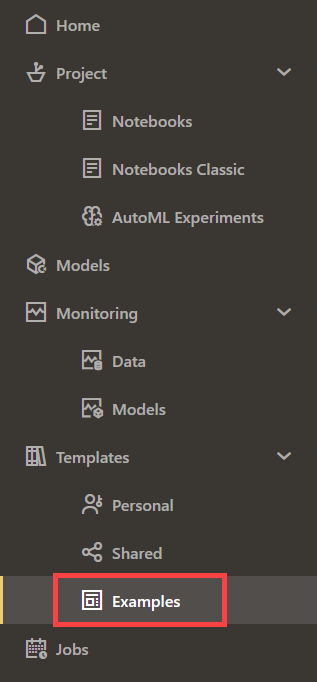 Home
Project
Notebooks
Notebooks Classic
AutoML Experiments
Models
Monitoring
Data
Models
Templates
Personal
Shared
Examples
Jobs